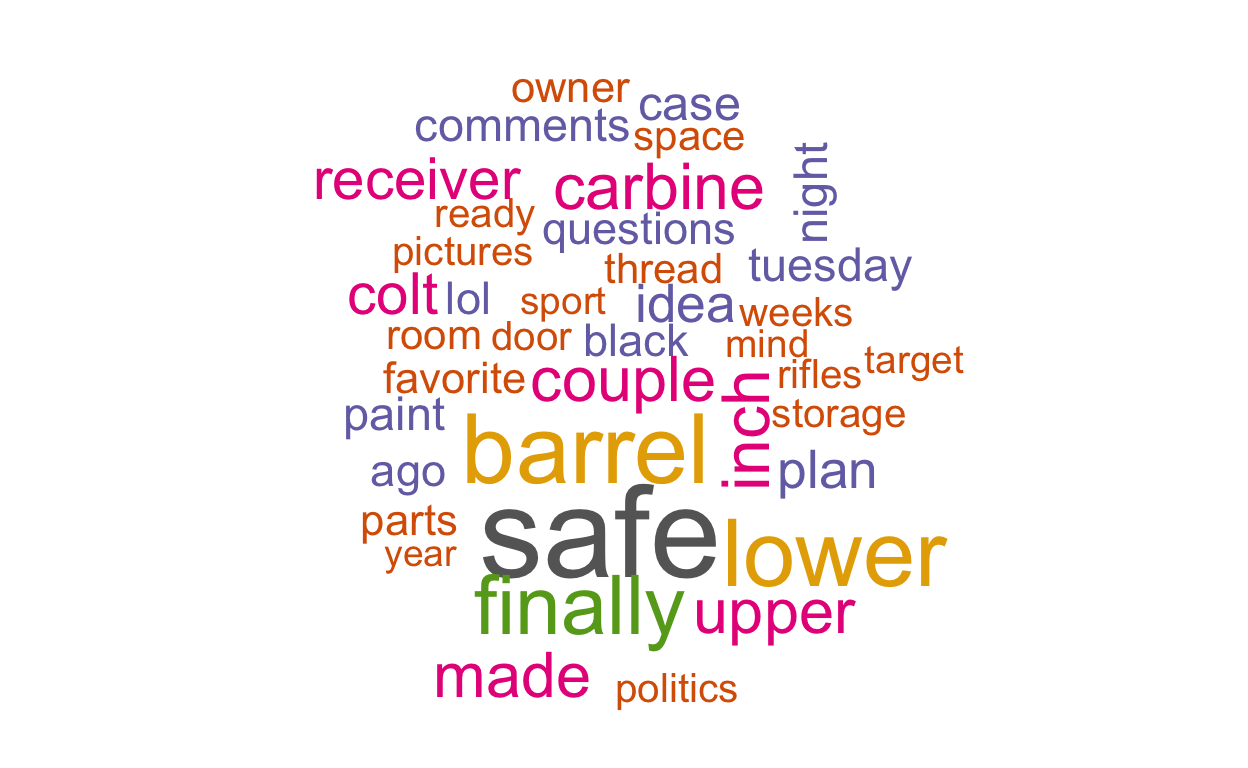 owner
case
comments
space
night
receiver
carbine
ready
questions
pictures
thread
tuesday
colt
lol
sport
idea
weeks
room
door
black
mind
target
favorite
couple
rifles
inch
paint
storage
barrel
ago
plan
parts
safe
year
lower
finally
upper
made
politics